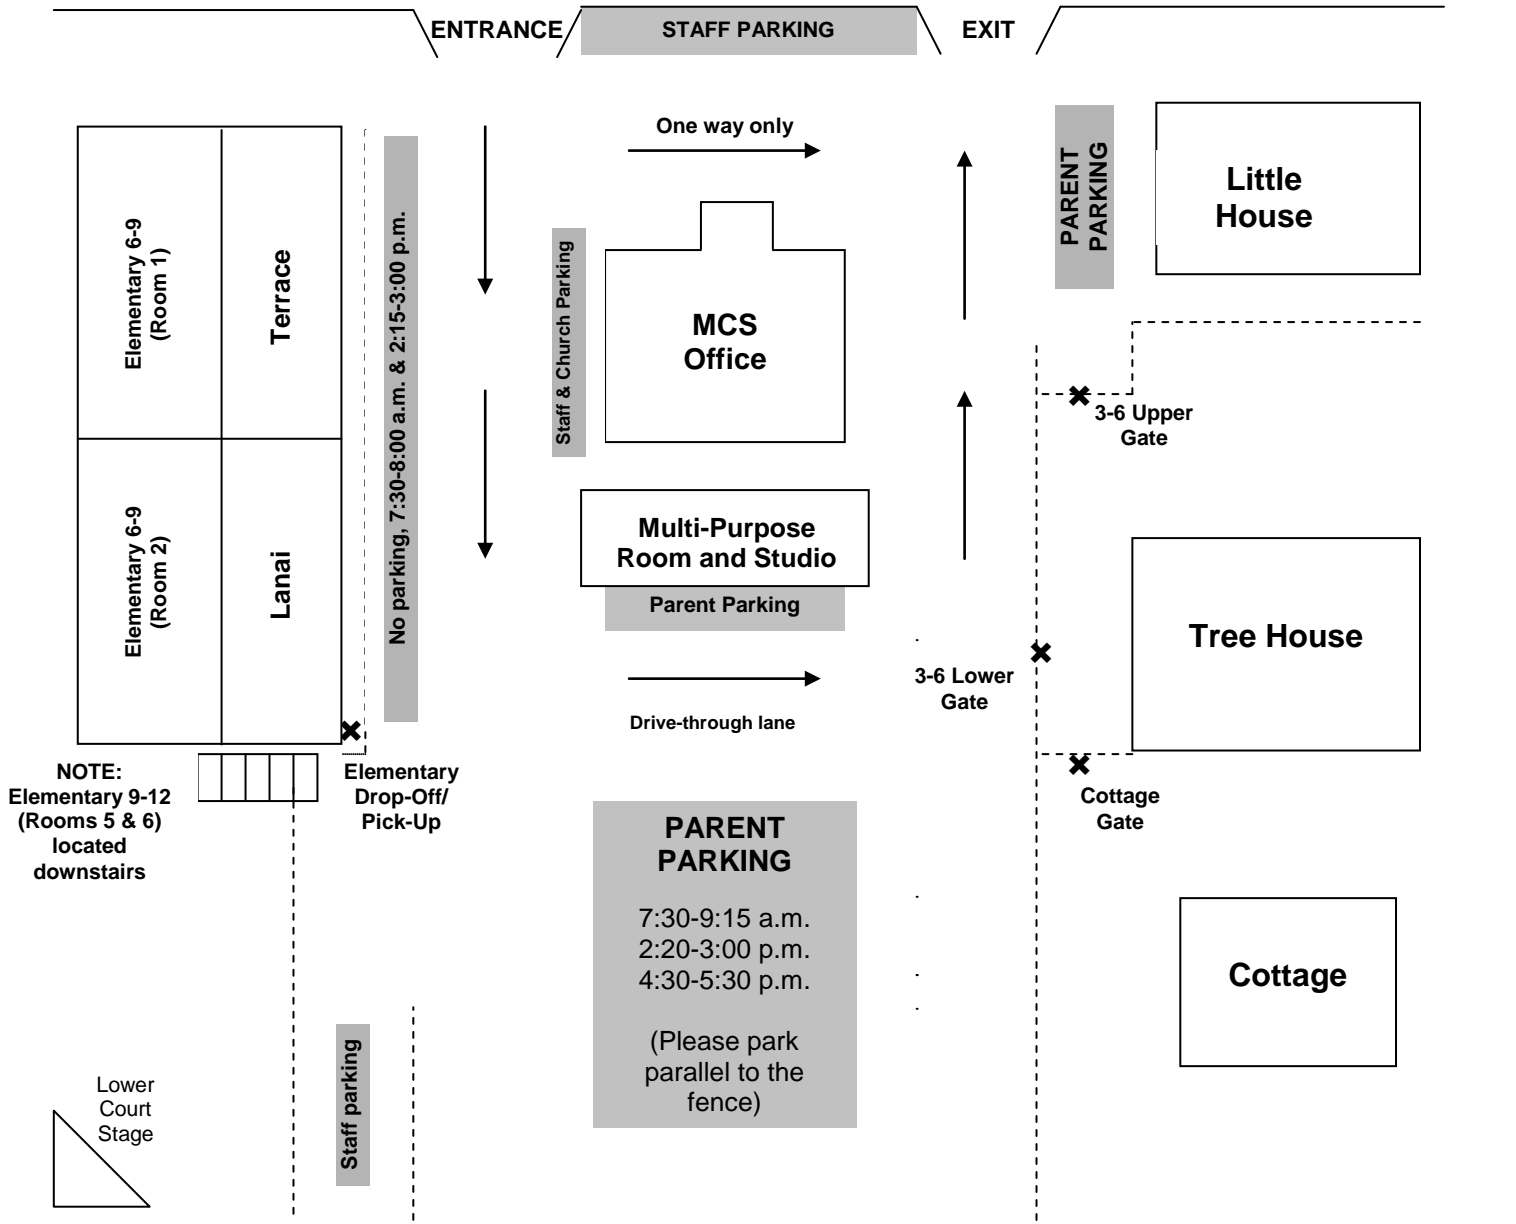 ENTRANCE
STAFF PARKING
EXIT
One way only
PARENT
PARKING
Little
House
Elementary 6-9
(Room 1)
Terrace
No parking, 7:30-8:00 a.m. & 2:15-3:00 p.m.
Staff & Church Parking
MCS
Office
3-6 Upper
Gate
Elementary 6-9
(Room 2)
Lanai
Multi-Purpose
Room and Studio
Parent Parking
Tree House
3-6 Lower
Gate
Drive-through lane
NOTE:
Elementary 9-12
(Rooms 5 & 6)
located
downstairs
Elementary
Drop-Off/
Pick-Up
Cottage
Gate
PARENT
PARKING
7:30-9:15 a.m.
2:20-3:00 p.m.
4:30-5:30 p.m.
(Please park
parallel to the
fence)
Cottage
Staff parking
Lower
Court
Stage